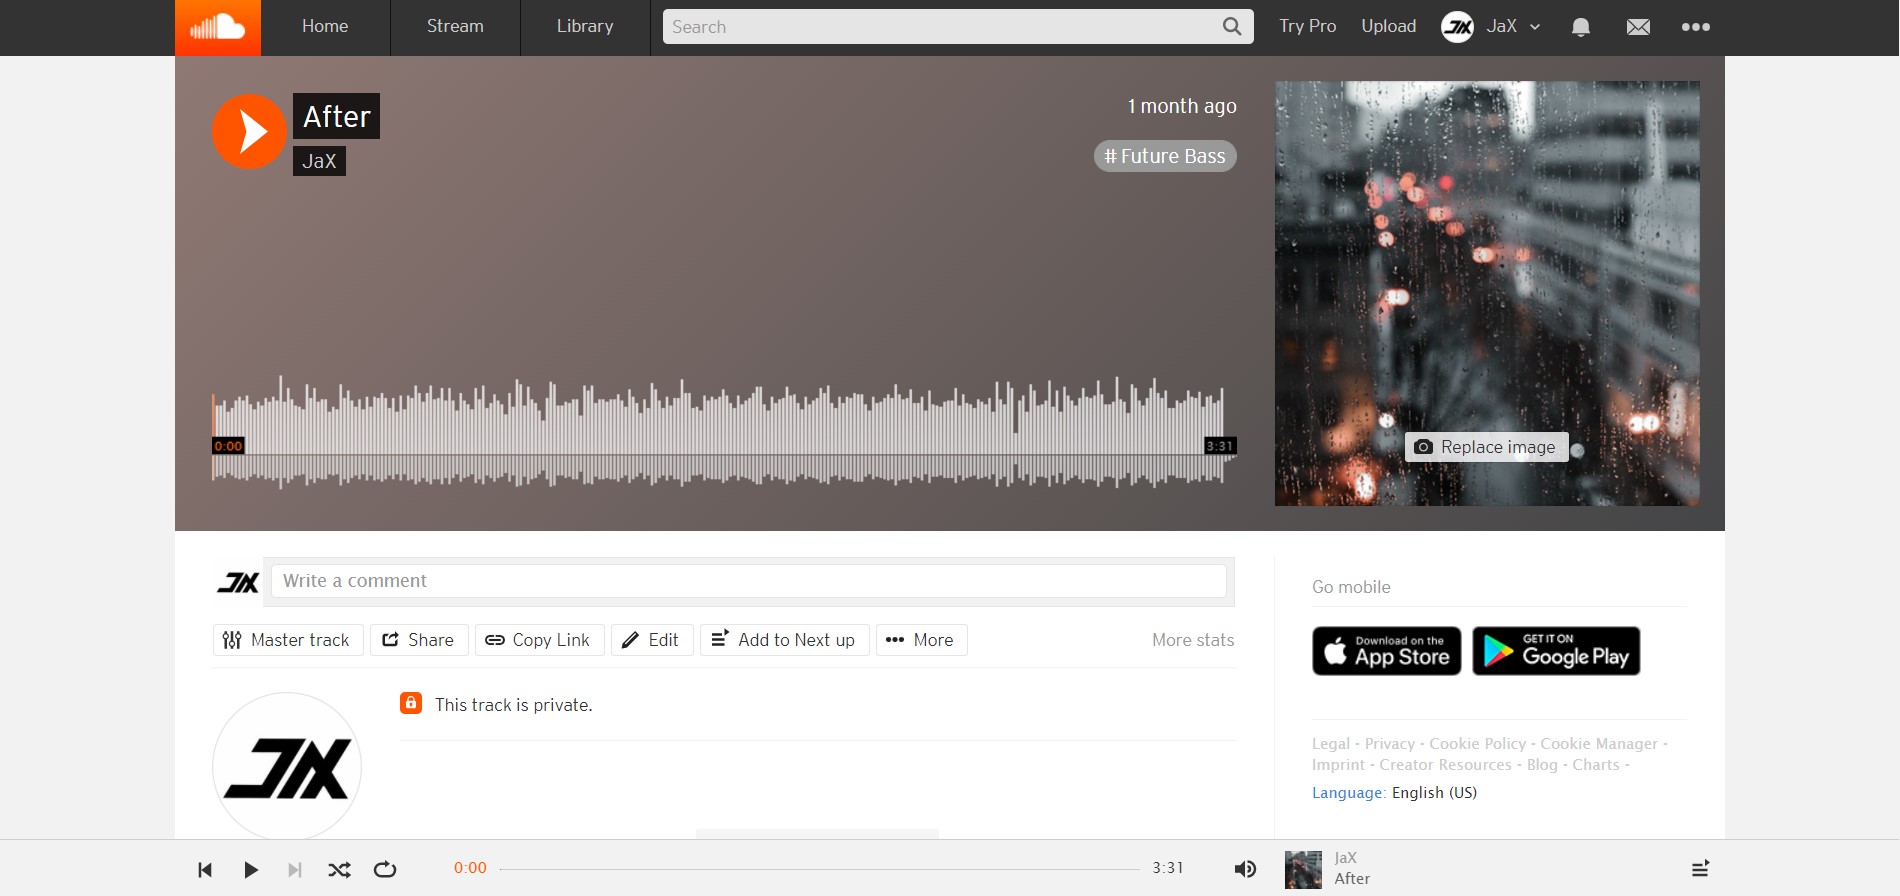 Home
Stream
Library
Search
Try Pro
Upload
JaX
After
JaX
1 month ago
# Future Bass
0:00
3:31
Replace image
JAX
Write a comment
Master track
Share
Copy Link
Edit
Add to Next up
More
More stats
This track is private.
JAX
Go mobile
Download on the
App Store
GET IT ON
Google Play
Legal - Privacy - Cookie Policy - Cookie Manager -
Imprint - Creator Resources - Blog - Charts -
Language: English (US)
0:00
3:31
JaX
After